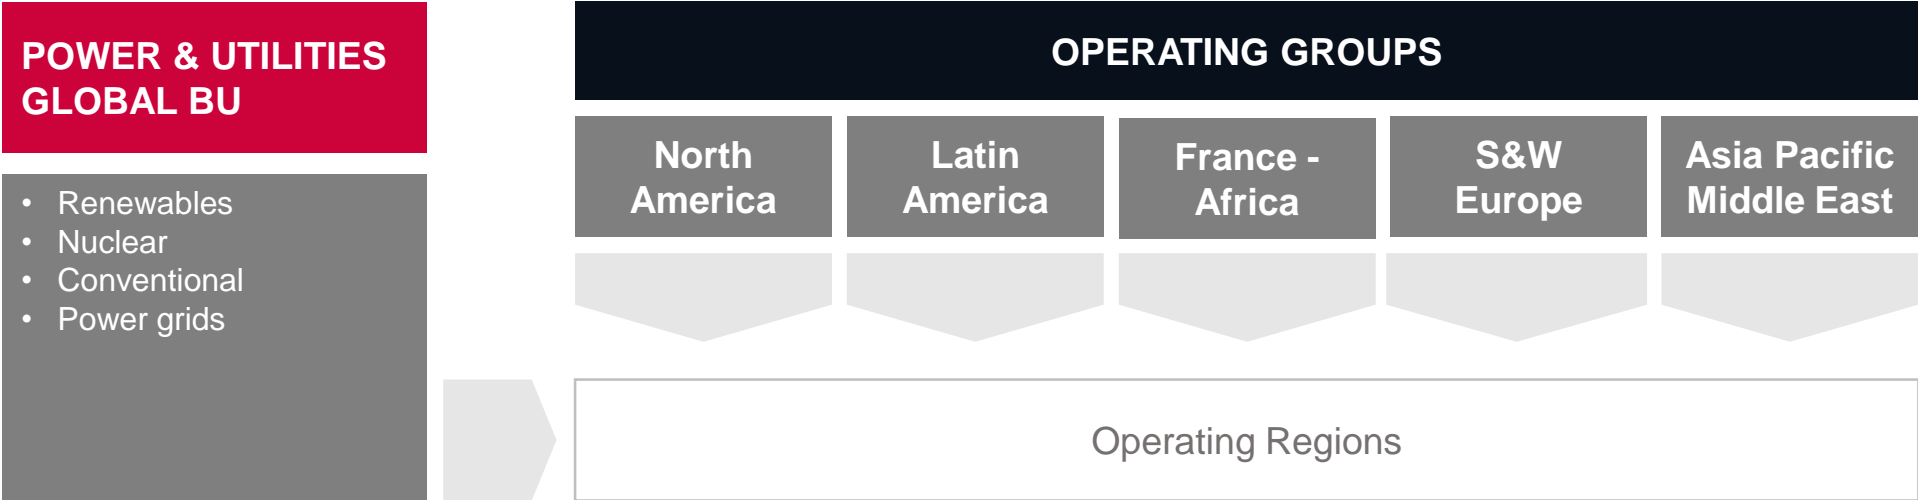 POWER & UTILITIES
GLOBAL BU
• Renewables
• Nuclear
• Conventional
• Power grids
OPERATING GROUPS
North
America
Latin
America
France -
Africa
S&W
Europe
Asia Pacific
Middle East
Operating Regions